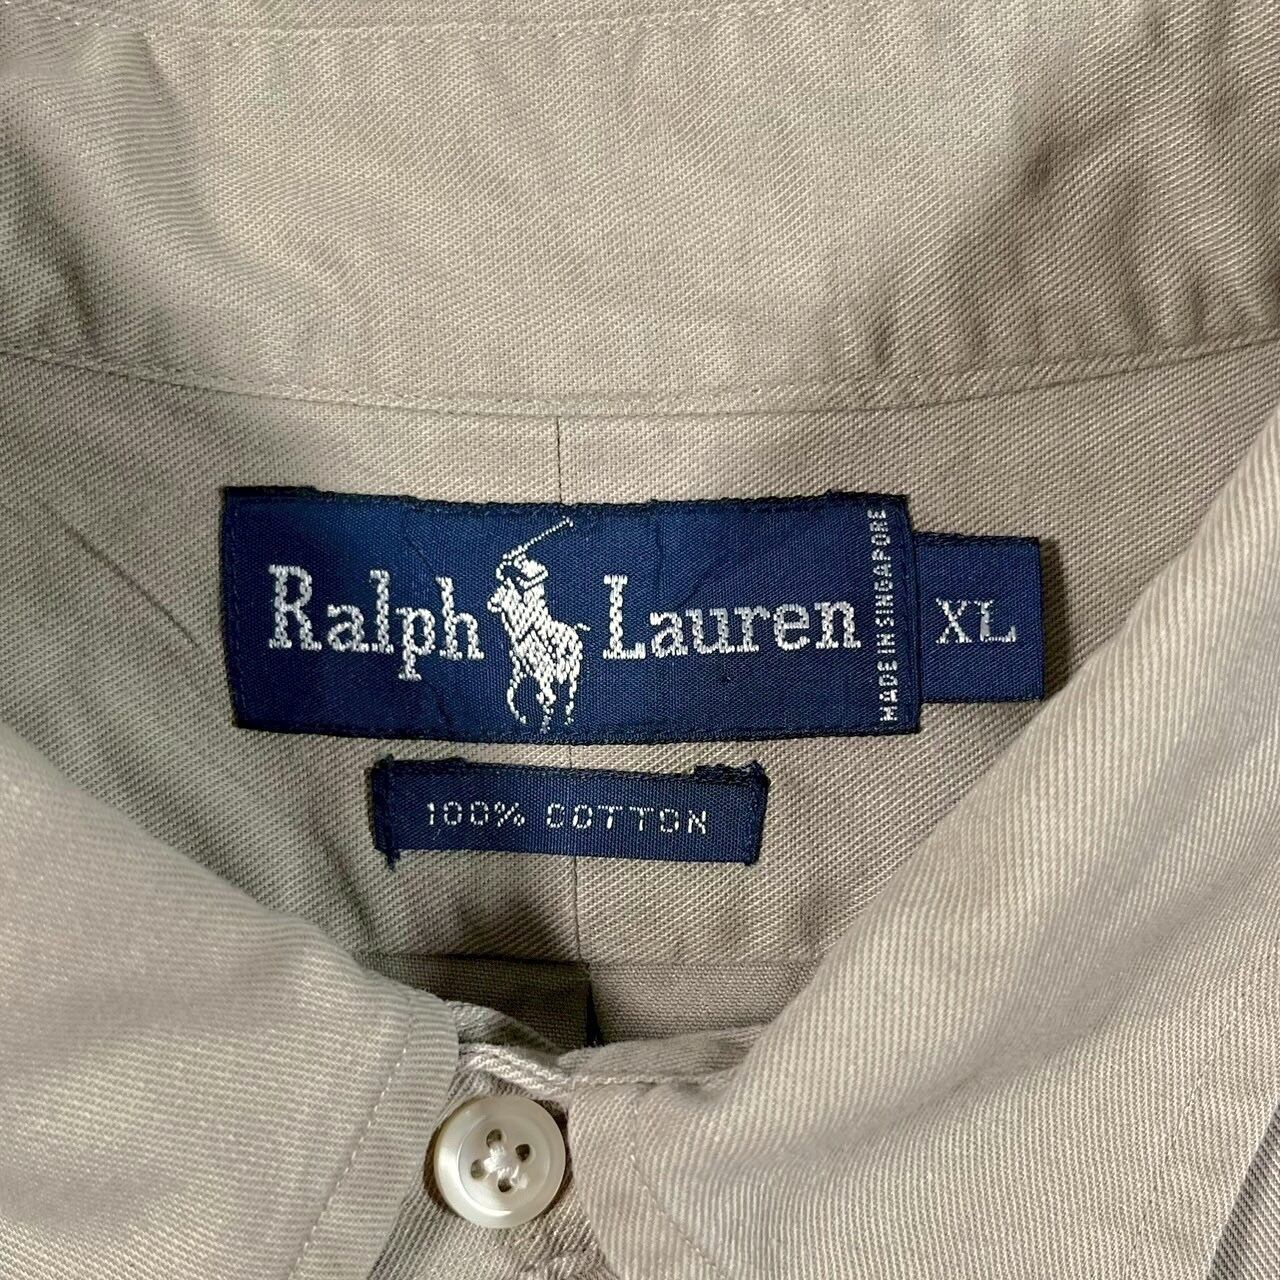 Ralph Lauren
MADE IN SINGAPORE
XL
100% COTTON